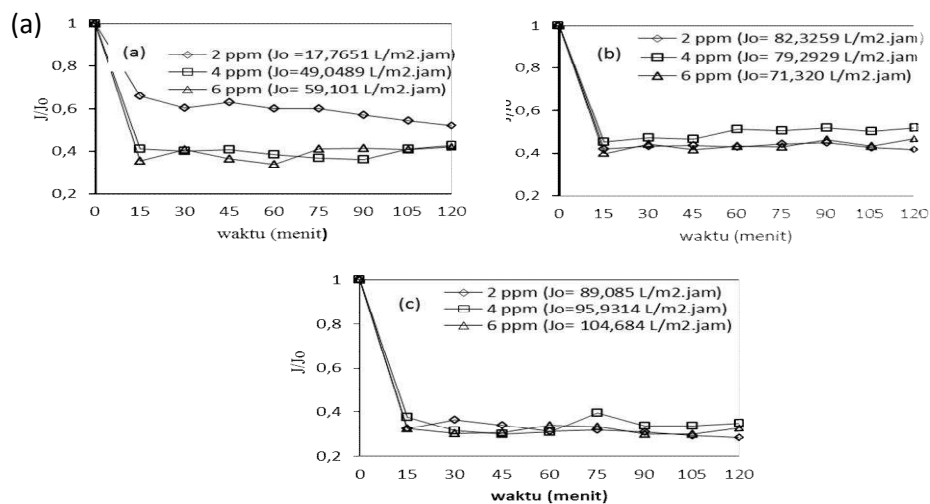 (a)
(a)
2 ppm (Jo =17,7651 L/m2.jam)
4 ppm (Jo=49,0489 L/m2.jam)
6 ppm (Jo= 59,101 L/m2.jam)
J/Jo
1
0,8
0,6
0,4
0,2
0 15 30 45 60 75 90 105 120
waktu (menit)
(b)
2 ppm (Jo= 82,3259 L/m2.jam)
4 ppm (Jo= 79,2929 L/m2.jam
6 ppm (Jo=71,320 L/m2.jam)
J/Jo
1
0,8
0,6
0,4
0,2
0 15 30 45 60 75 90 105 120
waktu (menit)
(c)
2 ppm (Jo= 89,085 L/m2.jam)
4 ppm (Jo=95,9314 L/m2.jam)
6 ppm (Jo= 104,684 L/m2.jam)
J/Jo
1
0,8
0,6
0,4
0,2
0 15 30 45 60 75 90 105 120
waktu (menit)